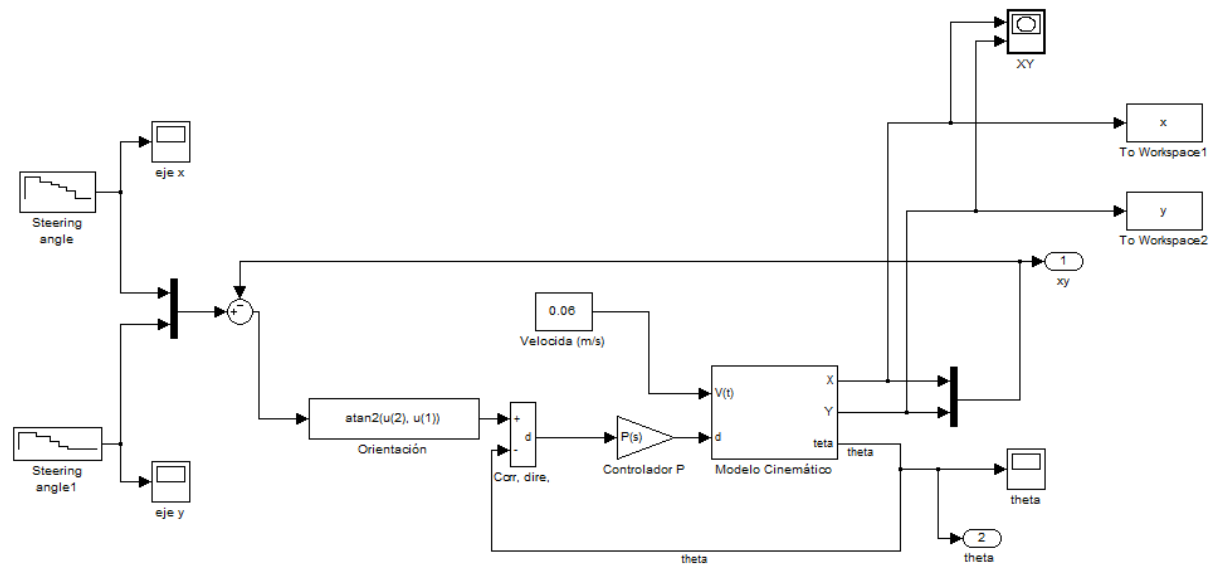 XY
x
To Workspace1
eje x
Steering
angle
y
To Workspace2
1
xy
−
+
0.06
Velocida (m/s)
X
V(t)
Y
atan2(u(2), u(1))
Orientación
+
d
-
Corr, dire,
P(s)
Controlador P
d
teta
Modelo Cinemático
theta
Steering
angle1
eje y
theta
2
theta
theta